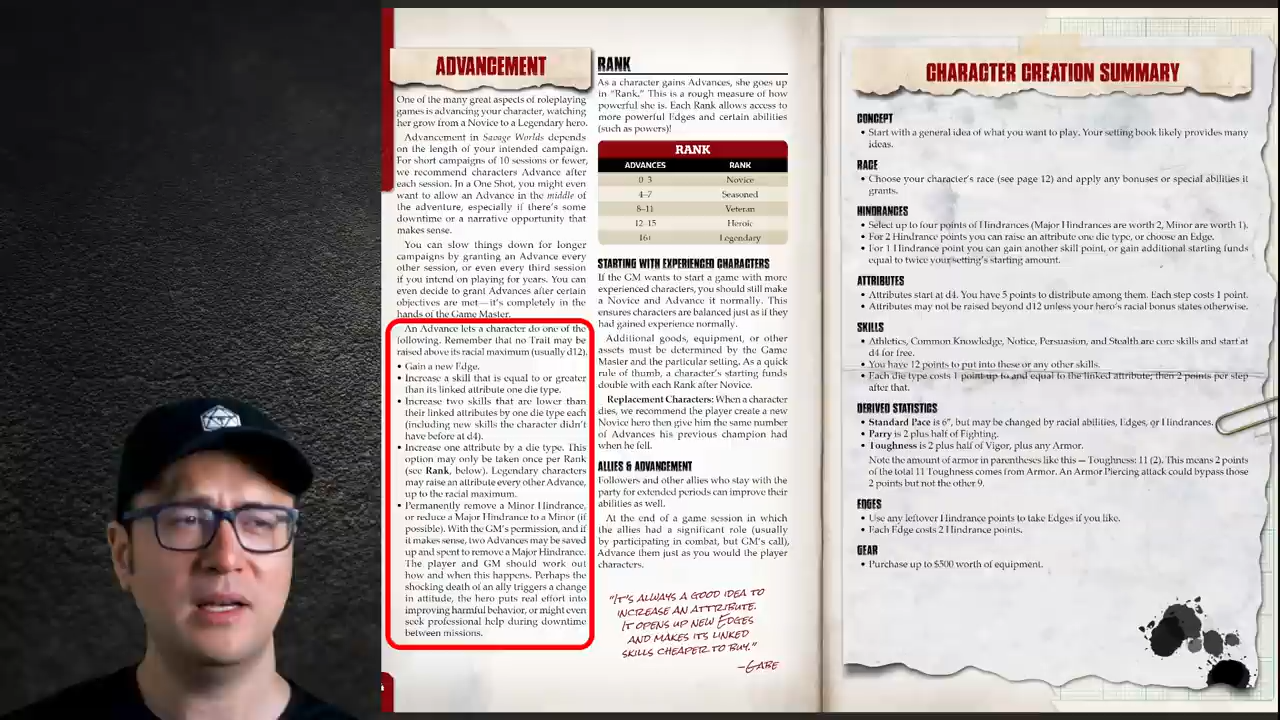 ADVANCEMENT
One of the many great aspects of roleplaying
games is advancing your character, watching
her grow from a Novice to a Legendary hero.
Advancement in Savage Worlds depends
on the length of your intended campaign.
For short campaigns of 10 sessions or fewer,
we recommend characters Advance after
each session. In a One Shot, you might even
want to allow an Advance in the middle of
the adventure, especially if there's some
downtime or a narrative opportunity that
makes sense.
You can slow things down for longer
campaigns by granting an Advance every
other session, or even every third session
if you intend on playing for years. You can
even decide to grant Advances after certain
objectives are met—it's completely in the
hands of the Game Master.
An Advance lets a character do one of the
following. Remember that no Trait may be
raised above its racial maximum (usually d12).
• Gain a new Edge.
• Increase a skill that is equal to or greater
than its linked attribute one die type.
• Increase two skills that are lower than
their linked attributes by one die type each
(including new skills the character didn't
have before at d4).
• Increase one attribute by a die type. This
option may only be taken once per Rank
(see Rank, below). Legendary characters
may raise an attribute every other Advance,
up to the racial maximum.
• Permanently remove a Minor Hindrance,
or reduce a Major Hindrance to a Minor (if
possible). With the GM's permission, and if
it makes sense, two Advances may be saved
up and spent to remove a Major Hindrance.
The player and GM should work out
how and when this happens. Perhaps the
shocking death of an ally triggers a change
in attitude, the hero puts real effort into
improving harmful behavior, or might even
seek professional help during downtime
between missions.
RANK
As a character gains Advances, she goes up
in "Rank." This is a rough measure of how
powerful she is. Each Rank allows access to
more powerful Edges and certain abilities
(such as powers)!
RANK
ADVANCES RANK
0-3 Novice
4-7 Seasoned
8-11 Veteran
12-15 Heroic
16+ Legendary
STARTING WITH EXPERIENCED CHARACTERS
If the GM wants to start a game with more
experienced characters, you should still make
a Novice and Advance it normally. This
ensures characters are balanced just as if they
had gained experience normally.
Additional goods, equipment, or other
assets must be determined by the Game
Master and the particular setting. As a quick
rule of thumb, a character's starting funds
double with each Rank after Novice.
Replacement Characters: When a character
dies, we recommend the player create a new
Novice hero then give him the same number
of Advances his previous champion had
when he fell.
ALLIES & ADVANCEMENT
Followers and other allies who stay with the
party for extended periods can improve their
abilities as well.
At the end of a game session in which
the allies had a significant role (usually
by participating in combat, but GM's call),
Advance them just as you would the player
characters.
"IT'S ALWAYS A GOOD IDEA TO
INCREASE AN ATTRIBUTE.
IT OPENS UP NEW EDGES
AND MAKES ITS LINKED
SKILLS CHEAPER TO BUY."
—GABE
CHARACTER CREATION SUMMARY
CONCEPT
• Start with a general idea of what you want to play. Your setting book likely provides many
ideas.
RACE
• Choose your character's race (see page 12) and apply any bonuses or special abilities it
grants.
HINDRANCES
• Select up to four points of Hindrances (Major Hindrances are worth 2, Minor are worth 1).
• For 2 Hindrance points you can raise an attribute one die type, or choose an Edge.
• For 1 Hindrance point you can gain another skill point, or gain additional starting funds
equal to twice your setting's starting amount.
ATTRIBUTES
• Attributes start at d4. You have 5 points to distribute among them. Each step costs 1 point.
• Attributes may not be raised beyond d12 unless your hero's racial bonus states otherwise.
SKILLS
• Athletics, Common Knowledge, Notice, Persuasion, and Stealth are core skills and start at
d4 for free.
• You have 12 points to put into these or any other skills.
• Each die type costs 1 point up to and equal to the linked attribute; then 2 points per step
after that.
DERIVED STATISTICS
• Standard Pace is 6", but may be changed by racial abilities, Edges, or Hindrances.
• Parry is 2 plus half of Fighting.
• Toughness is 2 plus half of Vigor, plus any Armor.
Note the amount of armor in parentheses like this — Toughness: 11 (2). This means 2 points
of the total 11 Toughness comes from Armor. An Armor Piercing attack could bypass those
2 points but not the other 9.
EDGES
• Use any leftover Hindrance points to take Edges if you like.
• Each Edge costs 2 Hindrance points.
GEAR
• Purchase up to $500 worth of equipment.